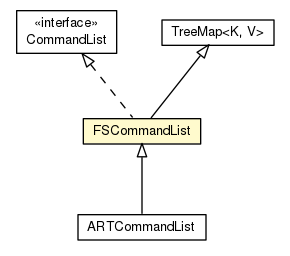 «interface»
CommandList
TreeMap<K, V>
FSCommandList
ARTCommandList